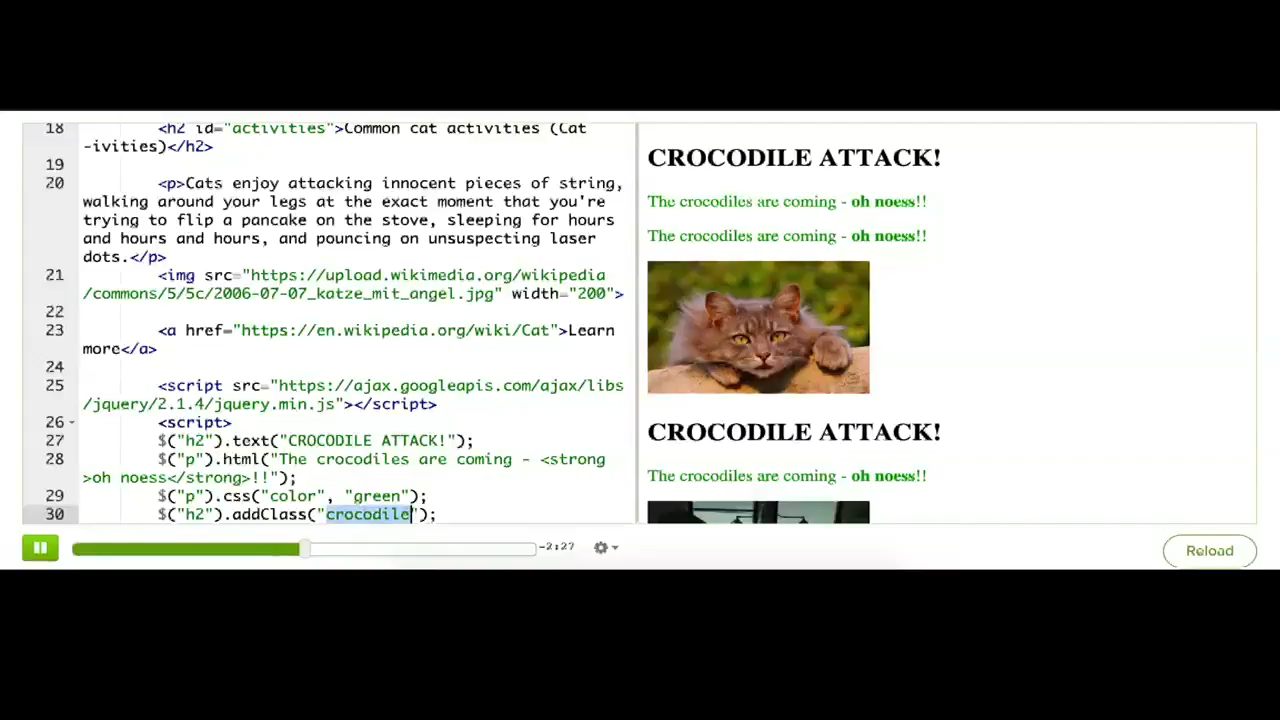 18 <h2 id="activities">Common cat activities (Cat
-ivities)</h2>
19
20 <p>Cats enjoy attacking innocent pieces of string,
walking around your legs at the exact moment that you're
trying to flip a pancake on the stove, sleeping for hours
and hours and hours, and pouncing on unsuspecting laser
dots.</p>
21 <img src="https://upload.wikimedia.org/wikipedia
/commons/5/5c/2006-07-07_katze_mit_angel.jpg" width="200">
22
23 <a href="https://en.wikipedia.org/wiki/Cat">Learn
more</a>
24
25 <script src="https://ajax.googleapis.com/ajax/libs
/jquery/2.1.4/jquery.min.js"></script>
26 <script>
27 $("h2").text("CROCODILE ATTACK!");
28 $("p").html("The crocodiles are coming - <strong
>oh noess</strong>!!");
29 $("p").css("color", "green");
30 $("h2").addClass("crocodile");
CROCODILE ATTACK!
The crocodiles are coming - oh noess!!
The crocodiles are coming - oh noess!!
CROCODILE ATTACK!
The crocodiles are coming - oh noess!!
-2:27
Reload